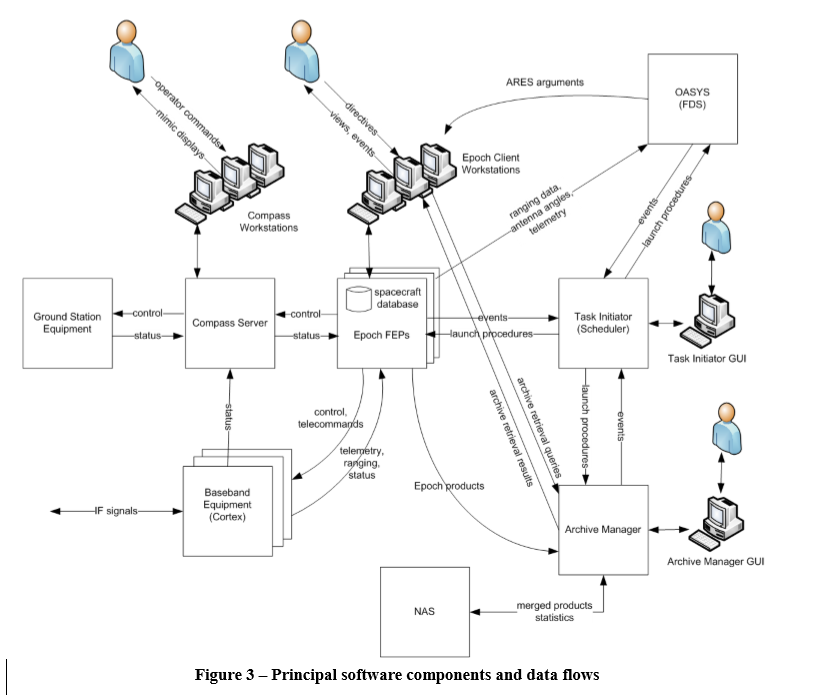 operator commands
mimic displays
directives
views, events
ARES arguments
OASYS
(FDS)
Epoch Client
Workstations
Compass
Workstations
ranging data,
antenna angles,
telemetry
events
launch procedures
Ground Station
Equipment
control
status
Compass Server
control
status
spacecraft
database
Epoch FEPs
events
launch procedures
Task Initiator
(Scheduler)
Task Initiator GUI
status
control,
telecommands
telemetry,
ranging,
status
archive retrieval queries
archive retrieval results
launch procedures
events
Epoch products
IF signals
Baseband
Equipment
(Cortex)
Archive Manager
Archive Manager GUI
NAS
merged products
statistics
Figure 3 – Principal software components and data flows